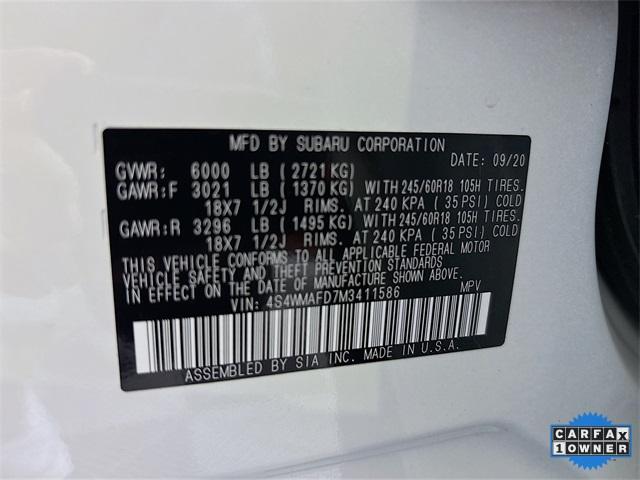 MFD BY SUBARU CORPORATION
DATE: 09/20
GVWR: 6000 LB ( 2721 KG)
GAWR:F 3021 LB ( 1370 KG) WITH 245/60R18 105H TIRES.
18X7 1/2J RIMS. AT 240 KPA ( 35 PSI) COLD
GAWR:R 3296 LB ( 1495 KG) WITH 245/60R18 105H TIRES.
18X7 1/2J RIMS. AT 240 KPA ( 35 PSI) COLD
THIS VEHICLE CONFORMS TO ALL APPLICABLE FEDERAL MOTOR
VEHICLE SAFETY AND THEFT PREVENTION STANDARDS
IN EFFECT ON THE DATE OF MANUFACTURE SHOWN ABOVE.
VIN: 4S4WMAFD7M3411586 MPV
ASSEMBLED BY SIA INC. MADE IN U.S.A.
CARFAX
1 OWNER